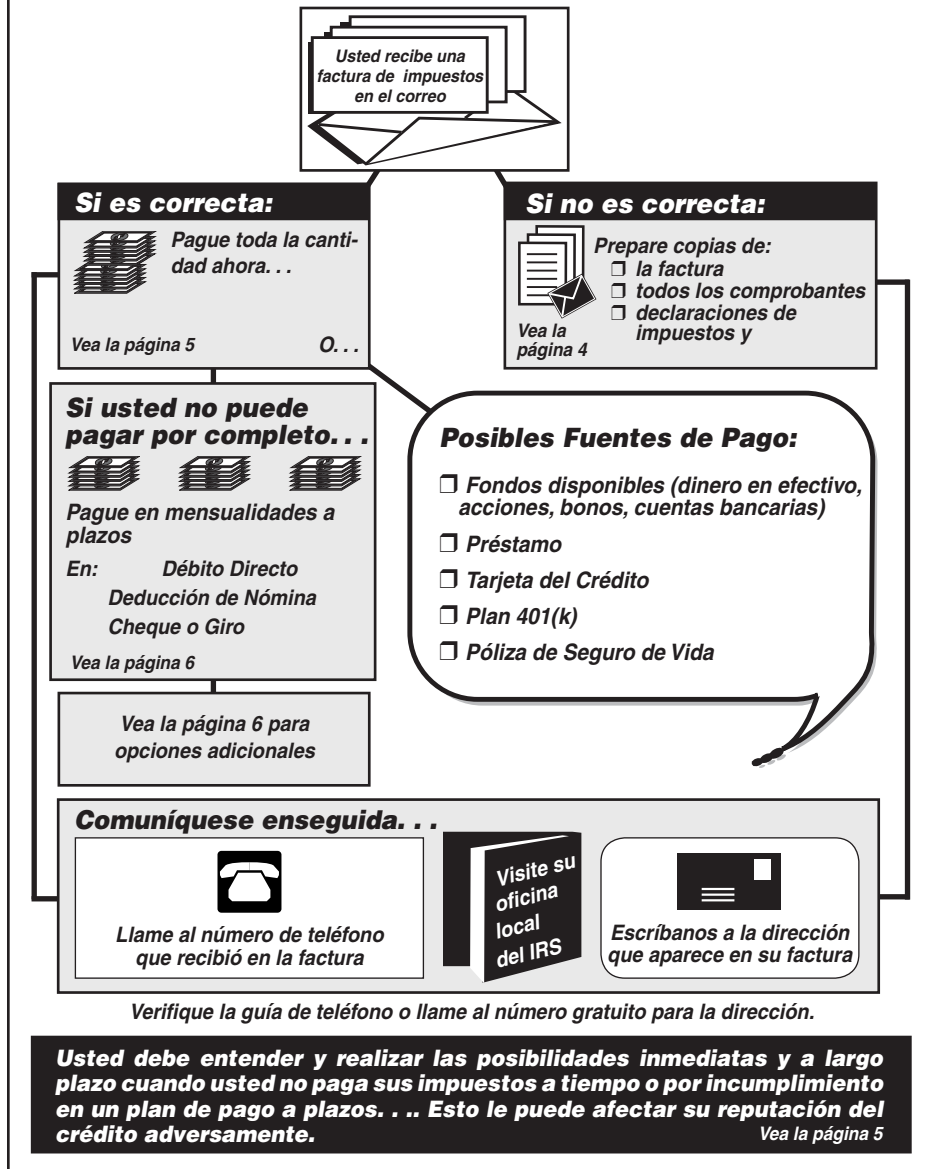 Usted recibe una
factura de impuestos
en el correo
Si es correcta:
Pague toda la canti-
dad ahora. . .
Vea la página 5
O. . .
Si no es correcta:
Prepare copias de:
❒ la factura
❒ todos los comprobantes
❒ declaraciones de
impuestos y
Vea la
página 4
Si usted no puede
pagar por completo. . .
Pague en mensualidades a
plazos
En: Débito Directo
Deducción de Nómina
Cheque o Giro
Vea la página 6
Vea la página 6 para
opciones adicionales
Posibles Fuentes de Pago:
❒ Fondos disponibles (dinero en efectivo,
acciones, bonos, cuentas bancarias)
❒ Préstamo
❒ Tarjeta del Crédito
❒ Plan 401(k)
❒ Póliza de Seguro de Vida
Comuníquese enseguida. . .
Llame al número de teléfono
que recibió en la factura
Visite su
oficina
local
del IRS
Escríbanos a la dirección
que aparece en su factura
Verifique la guía de teléfono o llame al número gratuito para la dirección.
Usted debe entender y realizar las posibilidades inmediatas y a largo
plazo cuando usted no paga sus impuestos a tiempo o por incumplimiento
en un plan de pago a plazos. . .. Esto le puede afectar su reputación del
crédito adversamente.
Vea la página 5